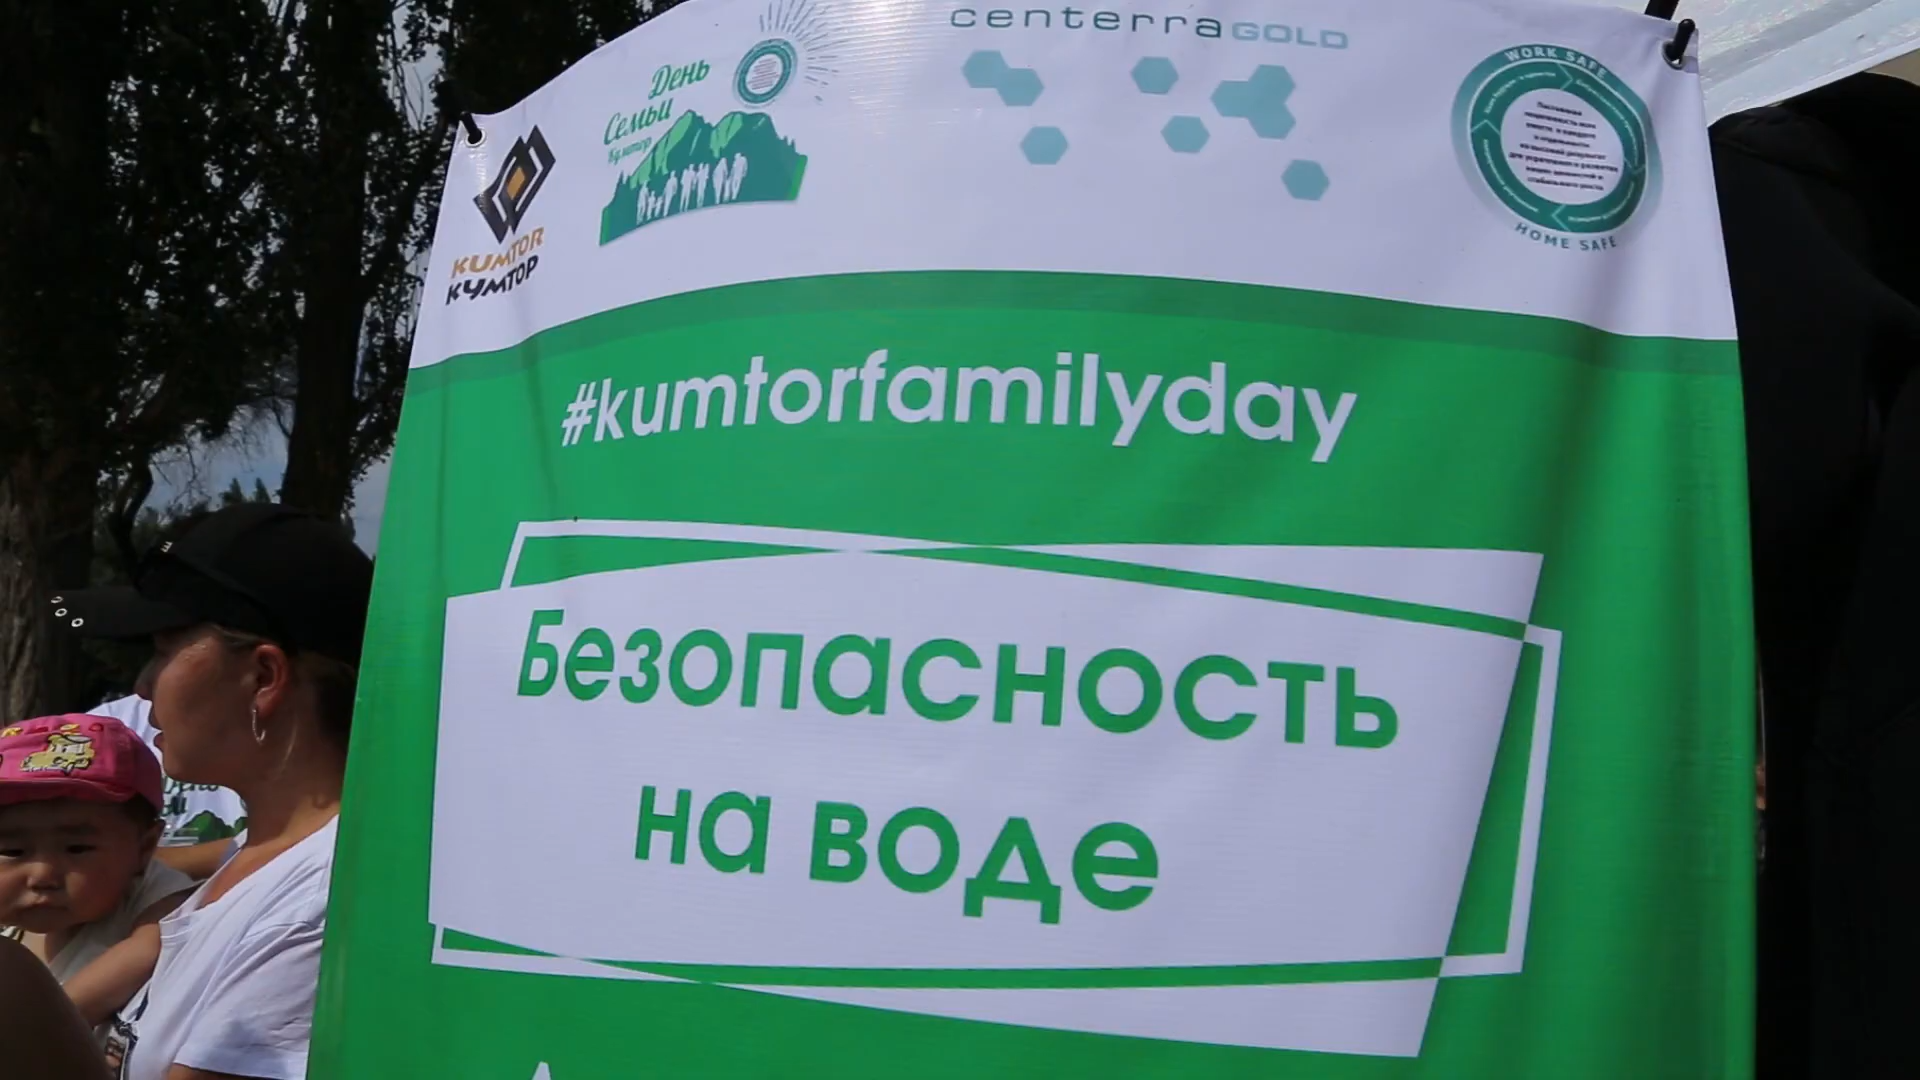 centerraGOLD
День
Семьи
Кумтор
WORK SAFE
HOME SAFE
KUMTOR
КУМТОР
#kumtorfamilyday
Безопасность
на воде